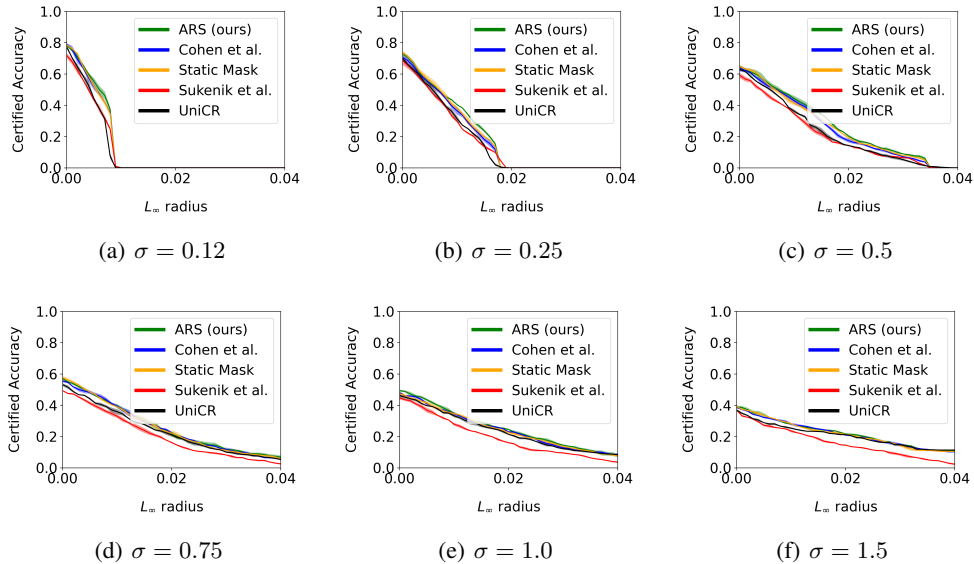 1.0
0.8
0.6
0.4
0.2
0.0
Certified Accuracy
ARS (ours)
Cohen et al.
Static Mask
Sukenik et al.
UniCR
0.00 0.02 0.04
L∞ radius
(a) σ = 0.12
1.0
0.8
0.6
0.4
0.2
0.0
Certified Accuracy
ARS (ours)
Cohen et al.
Static Mask
Sukenik et al.
UniCR
0.00 0.02 0.04
L∞ radius
(b) σ = 0.25
1.0
0.8
0.6
0.4
0.2
0.0
Certified Accuracy
ARS (ours)
Cohen et al.
Static Mask
Sukenik et al.
UniCR
0.00 0.02 0.04
L∞ radius
(c) σ = 0.5
1.0
0.8
0.6
0.4
0.2
0.0
Certified Accuracy
ARS (ours)
Cohen et al.
Static Mask
Sukenik et al.
UniCR
0.00 0.02 0.04
L∞ radius
(d) σ = 0.75
1.0
0.8
0.6
0.4
0.2
0.0
Certified Accuracy
ARS (ours)
Cohen et al.
Static Mask
Sukenik et al.
UniCR
0.00 0.02 0.04
L∞ radius
(e) σ = 1.0
1.0
0.8
0.6
0.4
0.2
0.0
Certified Accuracy
ARS (ours)
Cohen et al.
Static Mask
Sukenik et al.
UniCR
0.00 0.02 0.04
L∞ radius
(f) σ = 1.5